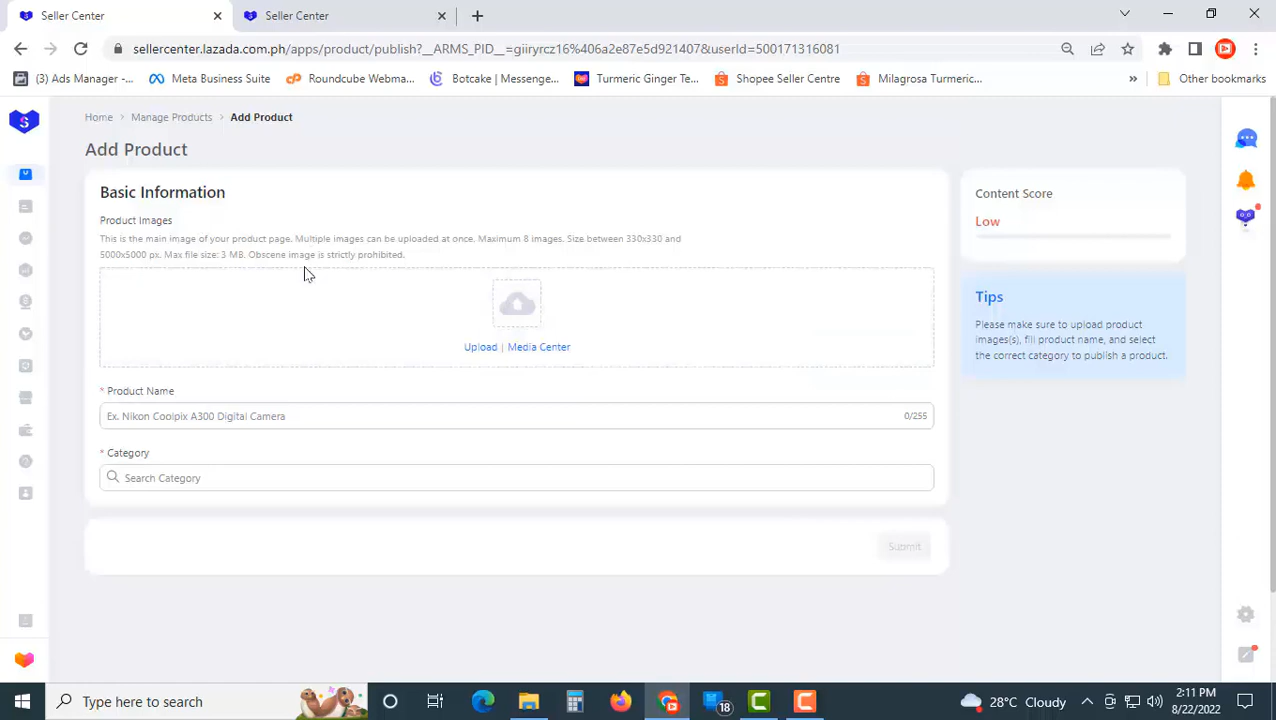 Seller Center
Seller Center
sellercenter.lazada.com.ph/apps/product/publish?__ARMS_PID__=gjiryrcz16%406a2e87e5d921407&userId=500171316081
(3) Ads Manager -... Meta Business Suite Roundcube Webma... Botcake | Messenge... Turmeric Ginger Te... Shopee Seller Centre Milagrosa Turmeric... » Other bookmarks
Home > Manage Products > Add Product
Add Product
Basic Information
Product Images
This is the main image of your product page. Multiple images can be uploaded at once. Maximum 8 images. Size between 330x330 and
5000x5000 px. Max file size: 3 MB. Obscene image is strictly prohibited.
Upload | Media Center
* Product Name
Ex. Nikon Coolpix A300 Digital Camera 0/255
* Category
Search Category
Submit
Content Score
Low
Tips
Please make sure to upload product
images(s), fill product name, and select
the correct category to publish a product.
Type here to search
18
28°C Cloudy
2:11 PM
8/22/2022